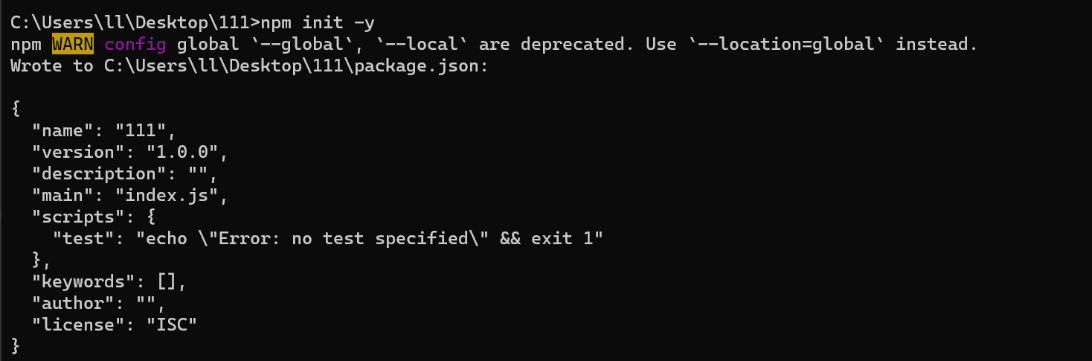 C:\Users\ll\Desktop\111>npm init -y
npm WARN config global `--global`, `--local` are deprecated. Use `--location=global` instead.
Wrote to C:\Users\ll\Desktop\111\package.json:

{
  "name": "111",
  "version": "1.0.0",
  "description": "",
  "main": "index.js",
  "scripts": {
    "test": "echo \"Error: no test specified\" && exit 1"
  },
  "keywords": [],
  "author": "",
  "license": "ISC"
}